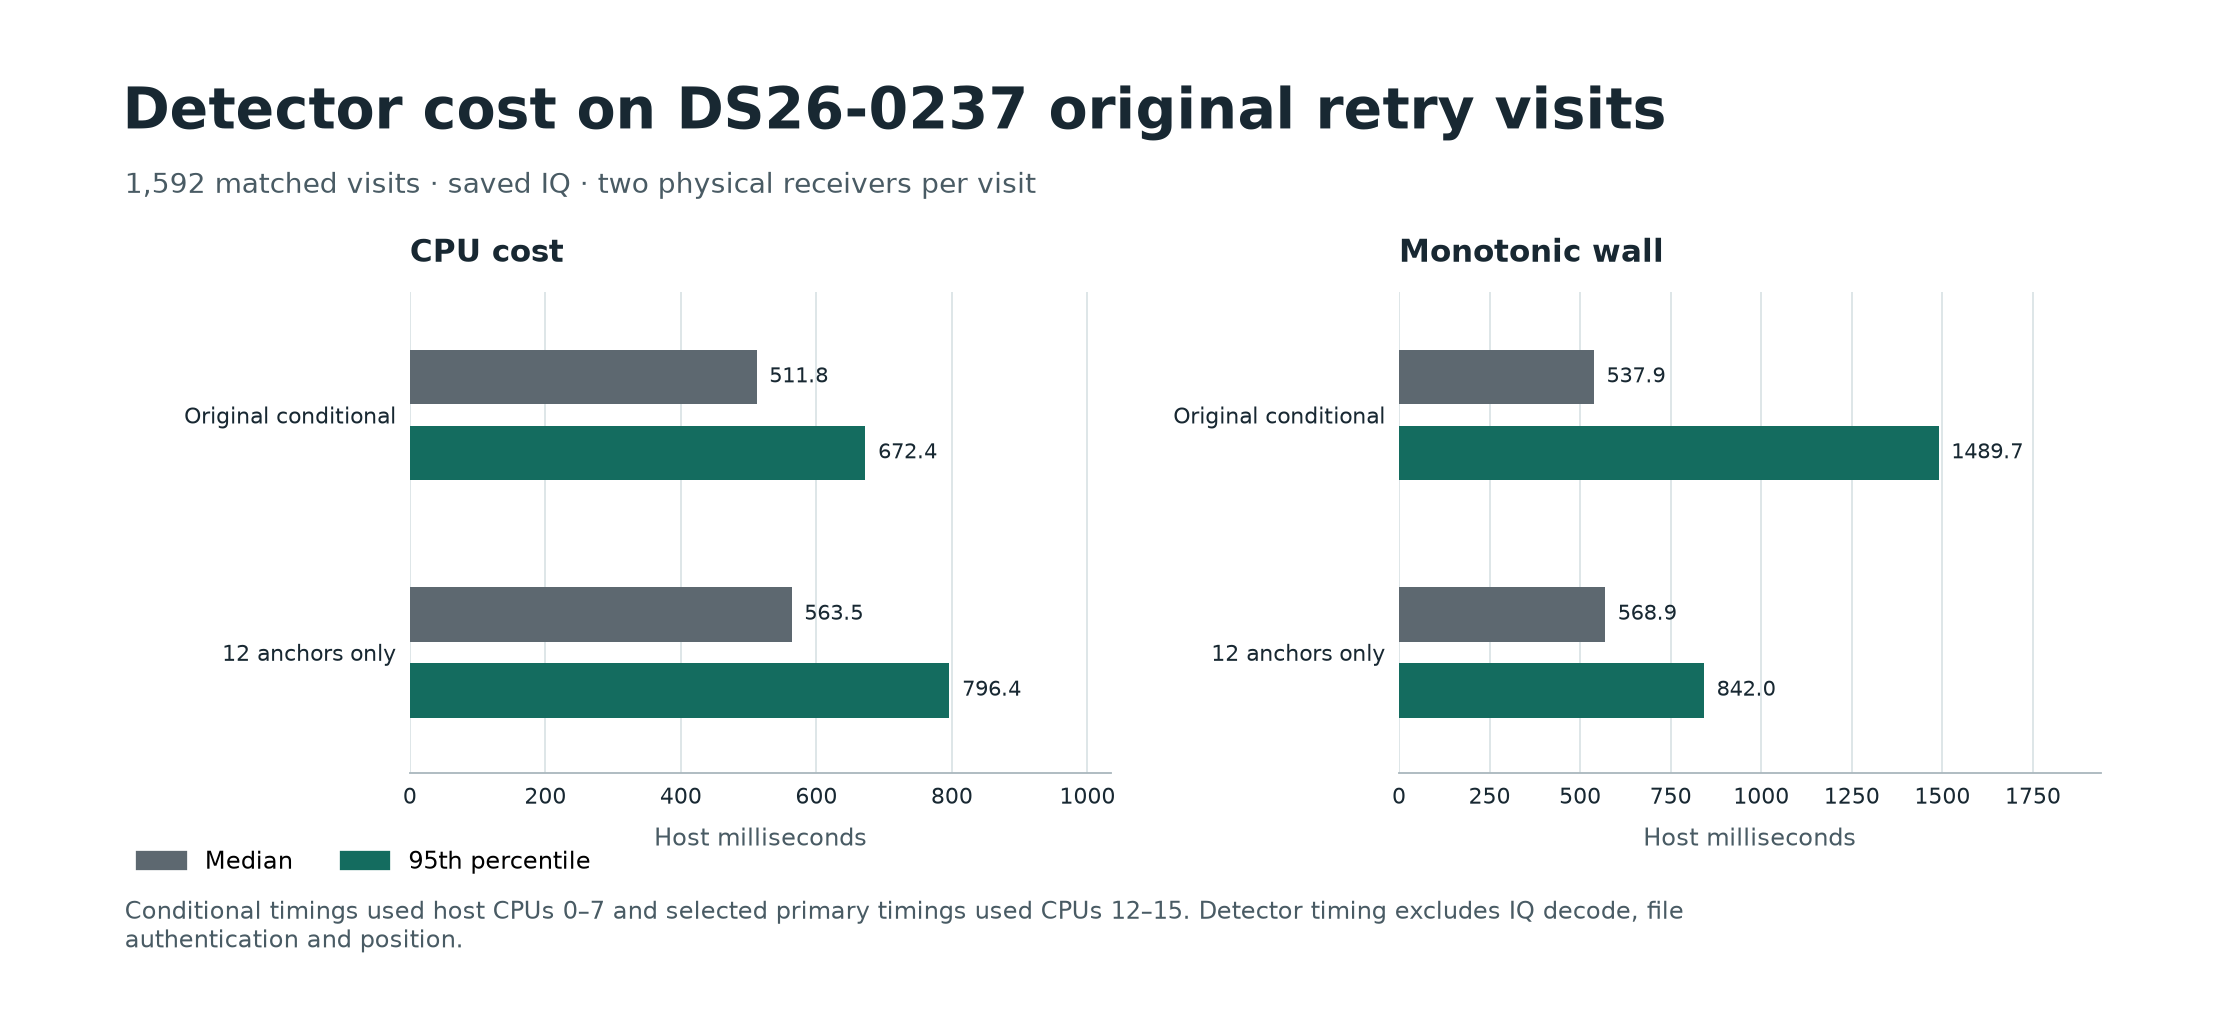 Detector cost on DS26-0237 original retry visits
1,592 matched visits · saved IQ · two physical receivers per visit
CPU cost
Original conditional
511.8
672.4
12 anchors only
563.5
796.4
0 200 400 600 800 1000
Host milliseconds
Monotonic wall
Original conditional
537.9
1489.7
12 anchors only
568.9
842.0
0 250 500 750 1000 1250 1500 1750
Host milliseconds
Median 95th percentile
Conditional timings used host CPUs 0–7 and selected primary timings used CPUs 12–15. Detector timing excludes IQ decode, file
authentication and position.